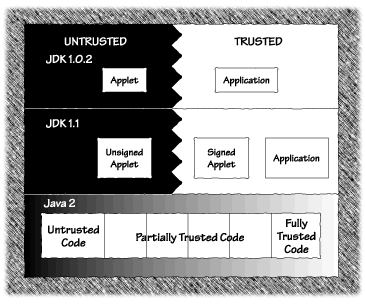 UNTRUSTED TRUSTED
JDK 1.0.2
Applet Application
JDK 1.1
Unsigned Applet
Signed Applet
Application
Java 2
Untrusted Code
Partially Trusted Code
Fully Trusted Code